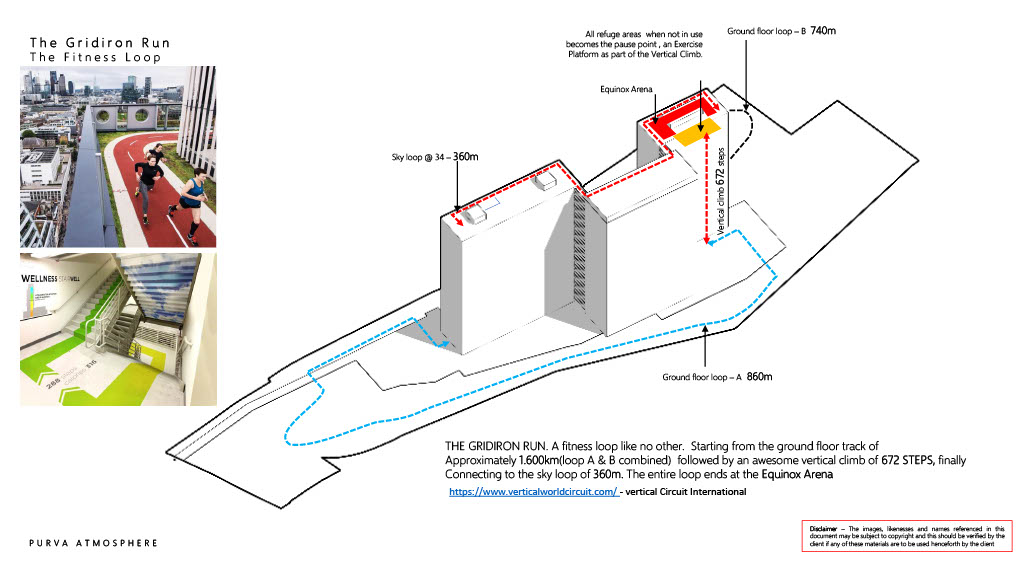 The Gridiron Run
The Fitness Loop
All refuge areas when not in use
becomes the pause point , an Exercise
Platform as part of the Vertical Climb.
Ground floor loop – B 740m
Equinox Arena
Sky loop @ 34 – 360m
Vertical climb 672 steps
WELLNESS STAIRWELL
288
Ground floor loop – A 860m
THE GRIDIRON RUN. A fitness loop like no other. Starting from the ground floor track of
Approximately 1.600km(loop A & B combined) followed by an awesome vertical climb of 672 STEPS, finally
Connecting to the sky loop of 360m. The entire loop ends at the Equinox Arena
https://www.verticalworldcircuit.com/ - vertical Circuit International
PURVA ATMOSPHERE
Disclaimer – The images, likenesses and names referenced in this
document may be subject to copyright and this should be verified by the
client if any of these materials are to be used henceforth by the client